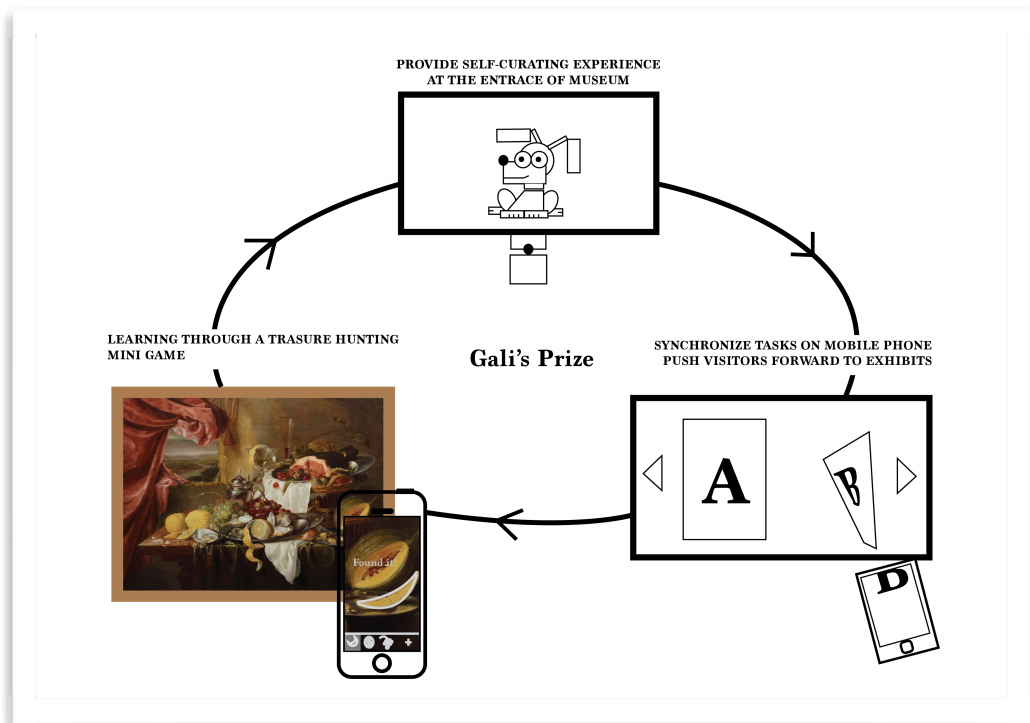 PROVIDE SELF-CURATING EXPERIENCE
AT THE ENTRACE OF MUSEUM
LEARNING THROUGH A TRASURE HUNTING
MINI GAME
Gali's Prize
SYNCHRONIZE TASKS ON MOBILE PHONE
PUSH VISITORS FORWARD TO EXHIBITS
A
B
Found it!
D